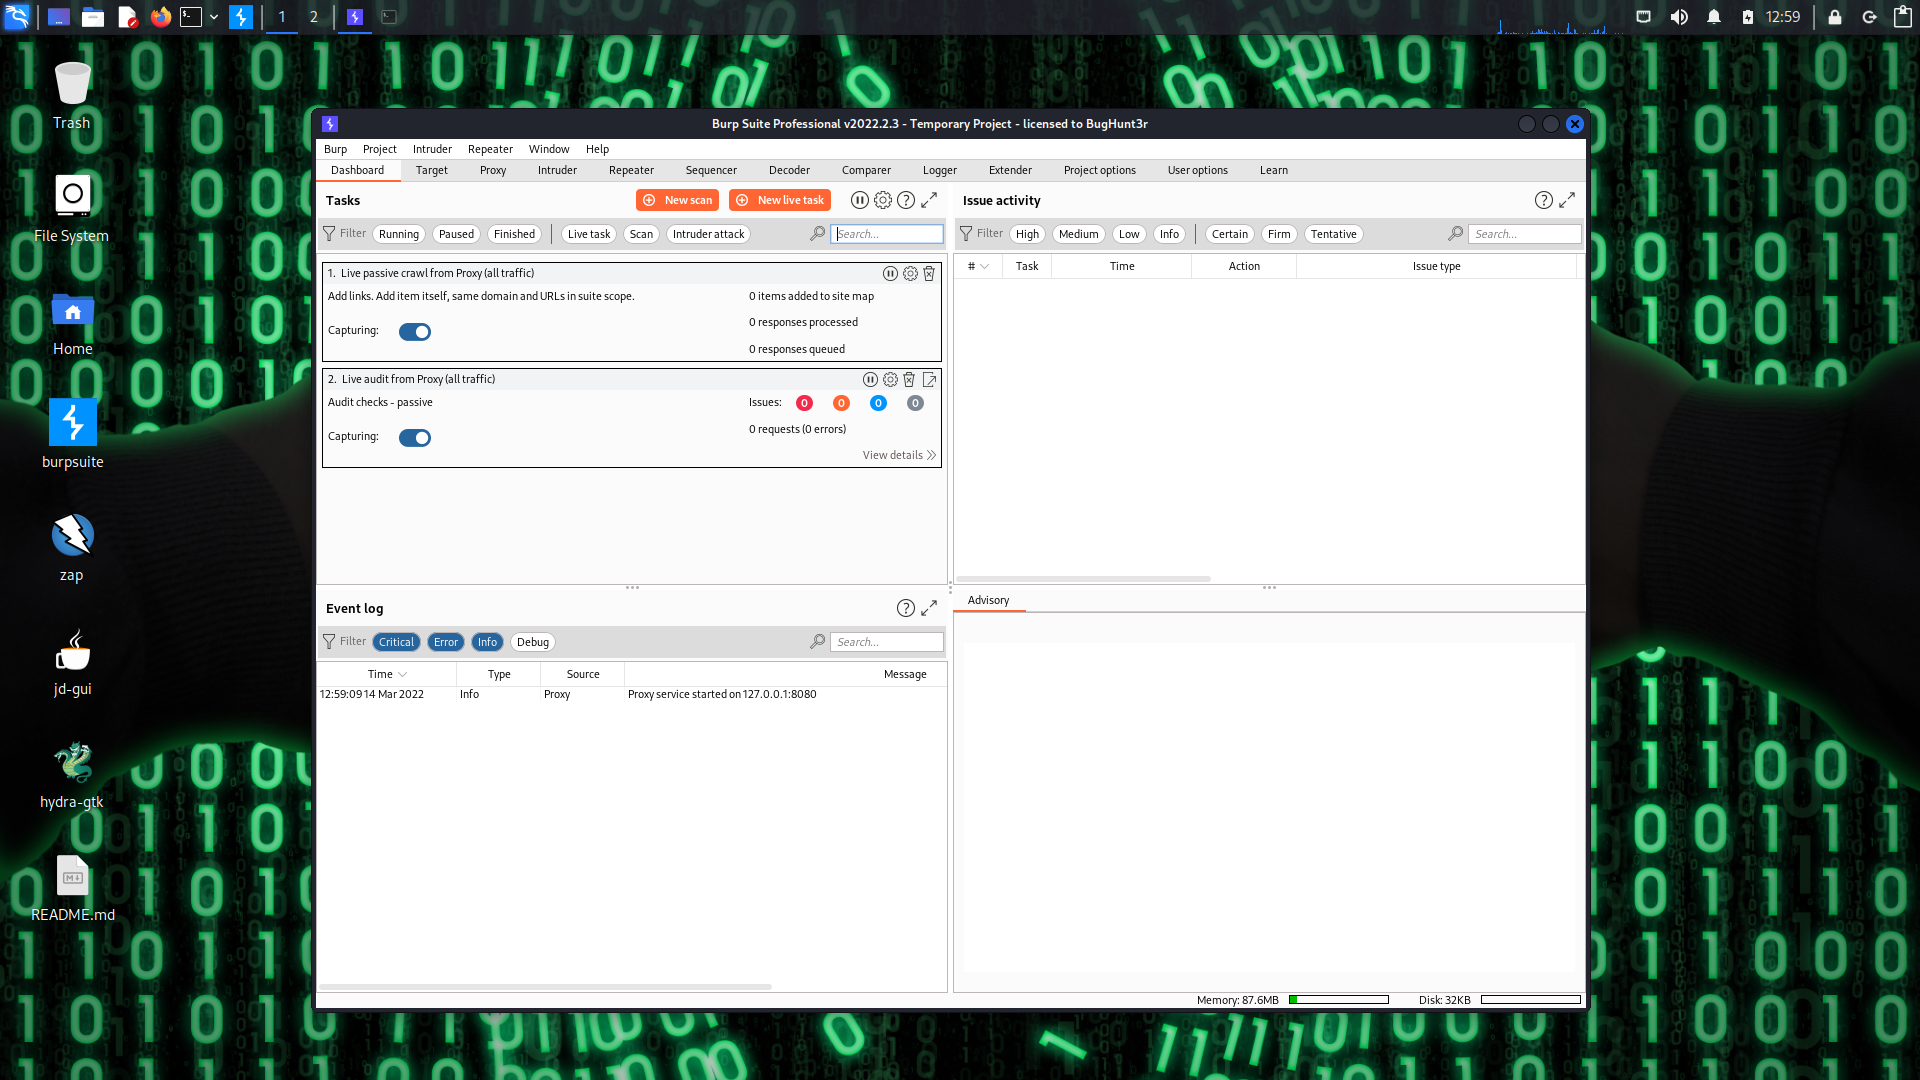 1 2
12:59
Trash
File System
Home
burpsuite
zap
jd-gui
hydra-gtk
M↓
README.md
Burp Suite Professional v2022.2.3 - Temporary Project - licensed to BugHunt3r
Burp Project Intruder Repeater Window Help
Dashboard Target Proxy Intruder Repeater Sequencer Decoder Comparer Logger Extender Project options User options Learn
Tasks
New scan New live task ?
Filter Running Paused Finished Live task Scan Intruder attack Search...
1. Live passive crawl from Proxy (all traffic)
Add links. Add item itself, same domain and URLs in suite scope.
0 items added to site map
Capturing:
0 responses processed
0 responses queued
2. Live audit from Proxy (all traffic)
Audit checks - passive
Issues: 0 0 0 0
Capturing:
0 requests (0 errors)
View details
Event log
?
Filter Critical Error Info Debug Search...
Time Type Source Message
12:59:09 14 Mar 2022 Info Proxy Proxy service started on 127.0.0.1:8080
Issue activity
?
Filter High Medium Low Info Certain Firm Tentative Search...
# Task Time Action Issue type
Advisory
Memory: 87.6MB Disk: 32KB